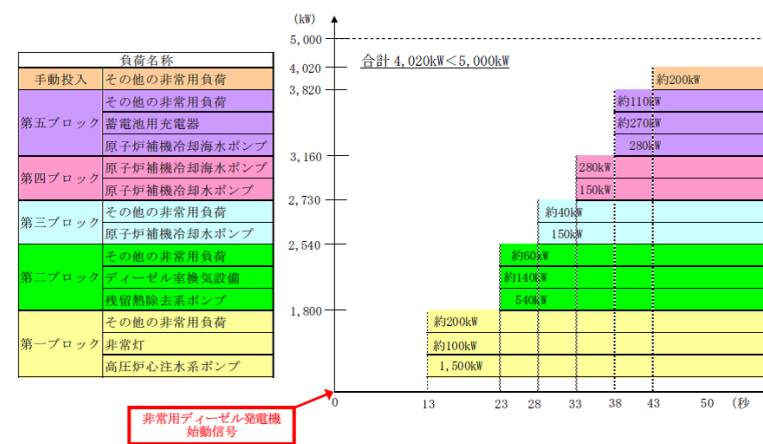 (kW)
5,000
合計 4,020kW<5,000kW
負荷名称
手動投入 その他の非常用負荷
4,020
約200kW
3,820
第五ブロック
その他の非常用負荷
約110kW
蓄電池用充電器
約270kW
原子炉補機冷却海水ポンプ
280kW
3,160
第四ブロック
原子炉補機冷却海水ポンプ
280kW
原子炉補機冷却水ポンプ
150kW
2,730
第三ブロック
その他の非常用負荷
約40kW
原子炉補機冷却水ポンプ
150kW
2,540
第二ブロック
その他の非常用負荷
約60kW
ディーゼル室換気設備
約140kW
残留熱除去系ポンプ
540kW
1,800
第一ブロック
その他の非常用負荷
約200kW
非常灯
約100kW
高圧炉心注水系ポンプ
1,500kW
0 13 23 28 33 38 43 50 (秒
非常用ディーゼル発電機
始動信号